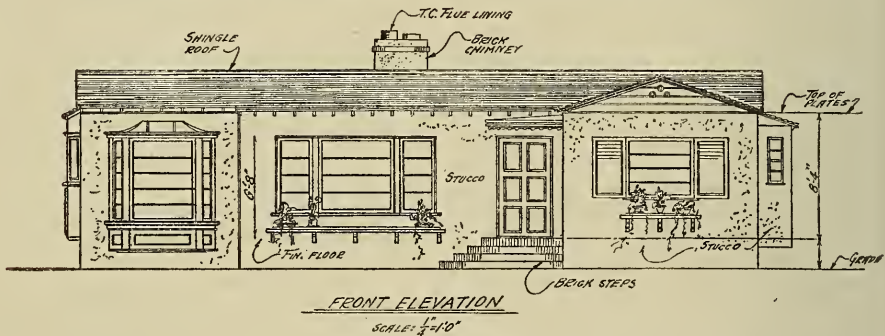 T.C. FLUE LINING
SHINGLE
ROOF
BRICK
CHIMNEY
TOP OF
PLATES
6'-8"
STUCCO
8'-4"
FIN. FLOOR
STUCCO
GRADE
BRICK STEPS
FRONT ELEVATION
SCALE: 1/4"=1'0"